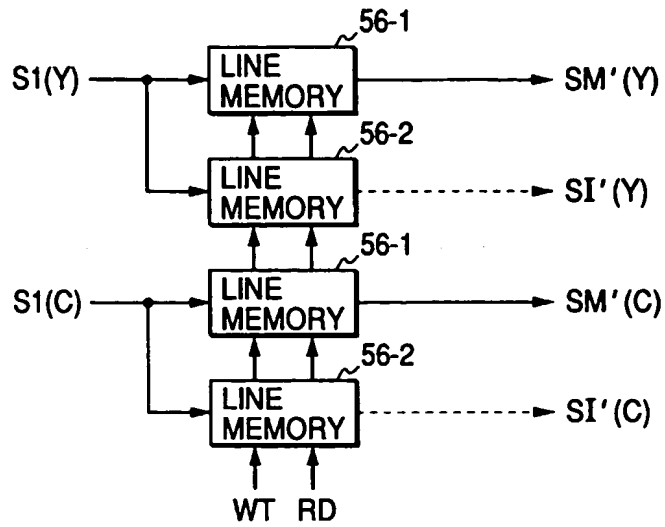 56-1
S1(Y)
LINE
MEMORY
SM'(Y)
56-2
LINE
MEMORY
SI'(Y)
56-1
S1(C)
LINE
MEMORY
SM'(C)
56-2
LINE
MEMORY
SI'(C)
WT RD